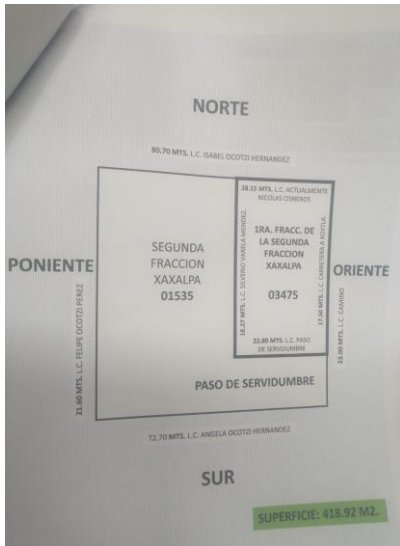 NORTE
80.70 MTS. L.C. ISABEL OCOTZI HERNANDEZ
28.15 MTS. L.C. ACTUALMENTE
NICOLAS CISNEROS
SEGUNDA
FRACCION
XAXALPA
01535
1RA. FRACC. DE
LA SEGUNDA
FRACCION
XAXALPA
03475
16.27 MTS. L.C. SILVERIO VARELA MENDEZ
17.50 MTS. L.C. CARRETERA A
22.80 MTS. L.C. PASO
DE SERVIDUMBRE
PONIENTE
ORIENTE
21.60 MTS. L.C. FELIPE OCOTZI PEREZ
23.00 MTS. L.C. CAMINO
PASO DE SERVIDUMBRE
72.70 MTS. L.C. ANGELA OCOTZI HERNANDEZ
SUR
SUPERFICIE: 418.92 M2.